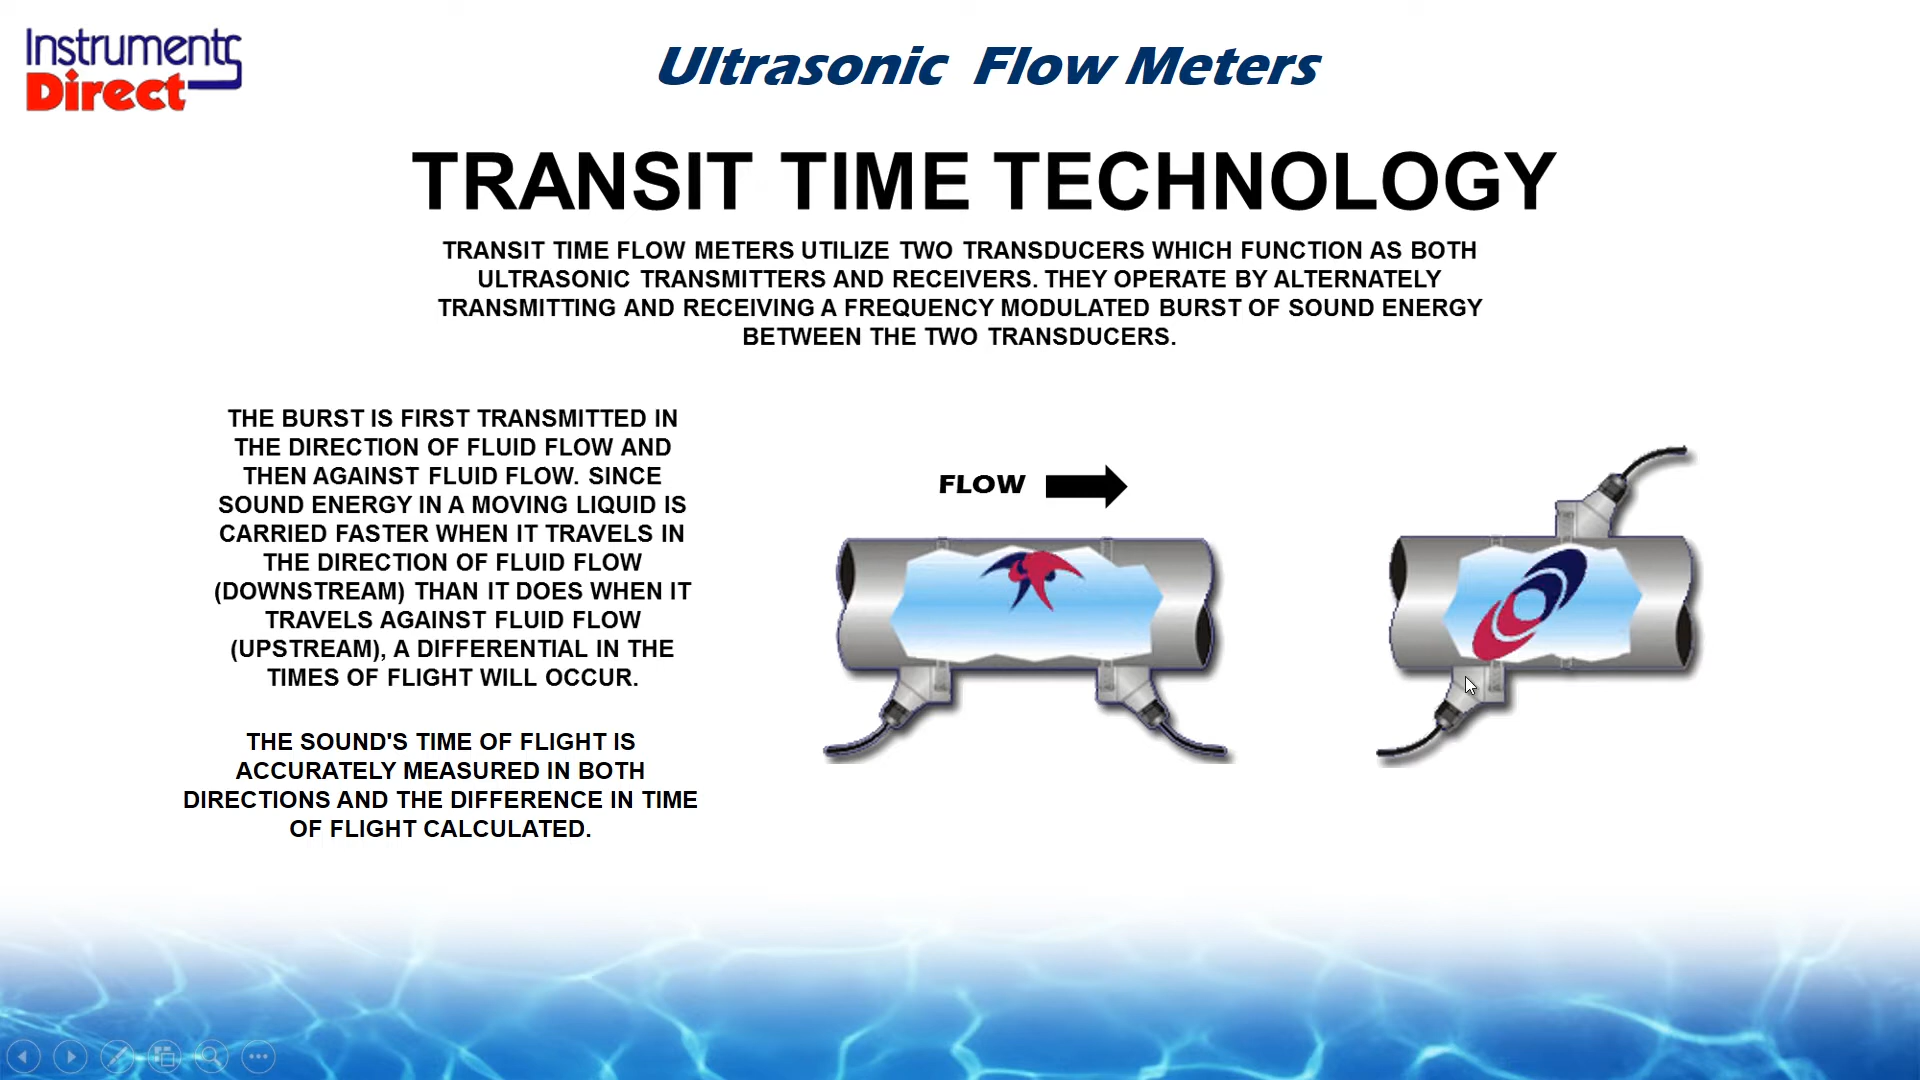 Instruments
Direct
Ultrasonic Flow Meters
TRANSIT TIME TECHNOLOGY
TRANSIT TIME FLOW METERS UTILIZE TWO TRANSDUCERS WHICH FUNCTION AS BOTH
ULTRASONIC TRANSMITTERS AND RECEIVERS. THEY OPERATE BY ALTERNATELY
TRANSMITTING AND RECEIVING A FREQUENCY MODULATED BURST OF SOUND ENERGY
BETWEEN THE TWO TRANSDUCERS.
THE BURST IS FIRST TRANSMITTED IN
THE DIRECTION OF FLUID FLOW AND
THEN AGAINST FLUID FLOW. SINCE
SOUND ENERGY IN A MOVING LIQUID IS
CARRIED FASTER WHEN IT TRAVELS IN
THE DIRECTION OF FLUID FLOW
(DOWNSTREAM) THAN IT DOES WHEN IT
TRAVELS AGAINST FLUID FLOW
(UPSTREAM), A DIFFERENTIAL IN THE
TIMES OF FLIGHT WILL OCCUR.
THE SOUND'S TIME OF FLIGHT IS
ACCURATELY MEASURED IN BOTH
DIRECTIONS AND THE DIFFERENCE IN TIME
OF FLIGHT CALCULATED.
FLOW